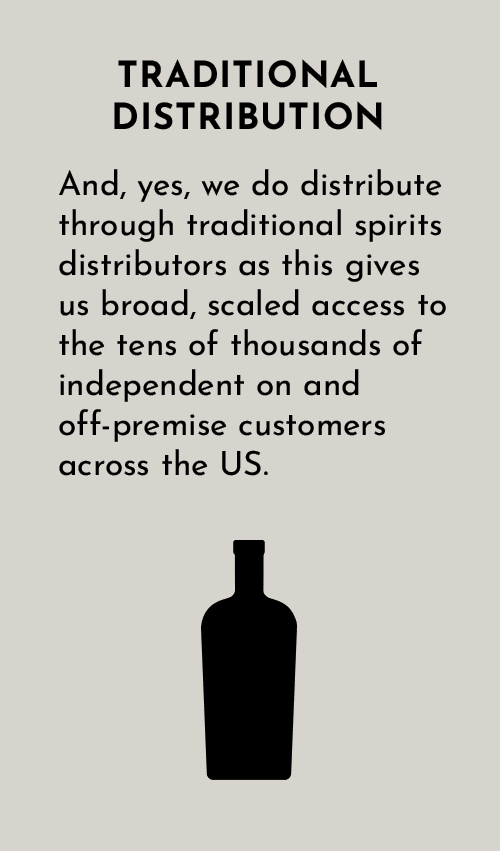 TRADITIONAL
DISTRIBUTION
And, yes, we do distribute
through traditional spirits
distributors as this gives
us broad, scaled access to
the tens of thousands of
independent on and
off-premise customers
across the US.